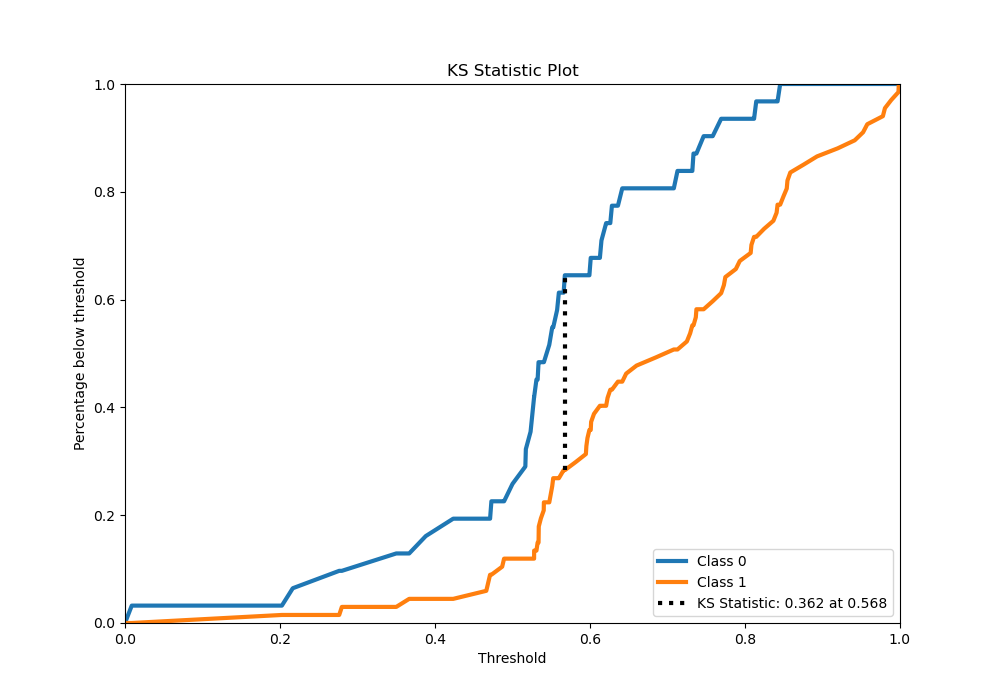 KS Statistic Plot
1.0
0.8
0.6
0.4
0.2
0.0
Percentage below threshold
0.0 0.2 0.4 0.6 0.8 1.0
Threshold
Class 0
Class 1
KS Statistic: 0.362 at 0.568